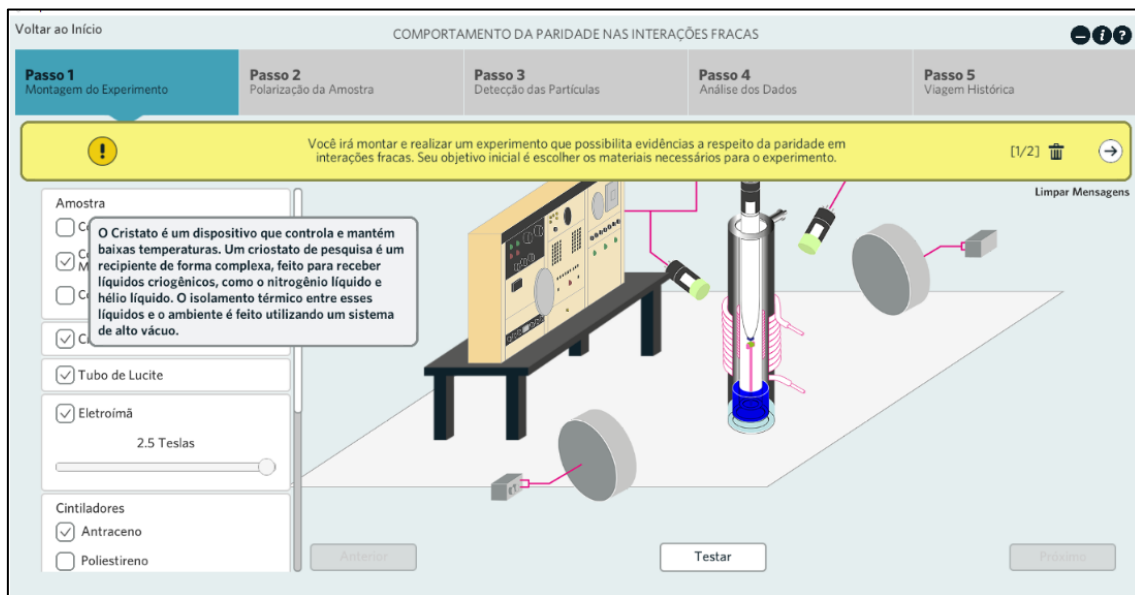 Voltar ao Início
COMPORTAMENTO DA PARIDADE NAS INTERAÇÕES FRACAS
Passo 1
Montagem do Experimento
Passo 2
Polarização da Amostra
Passo 3
Detecção das Partículas
Passo 4
Análise dos Dados
Passo 5
Viagem Histórica
Você irá montar e realizar um experimento que possibilita evidências a respeito da paridade em
interações fracas. Seu objetivo inicial é escolher os materiais necessários para o experimento.
[1/2]
Limpar Mensagens
Amostra
O Cristato é um dispositivo que controla e mantém
baixas temperaturas. Um criostato de pesquisa é um
recipiente de forma complexa, feito para receber
líquidos criogênicos, como o nitrogênio líquido e
hélio líquido. O isolamento térmico entre esses
líquidos e o ambiente é feito utilizando um sistema
de alto vácuo.
Tubo de Lucite
Eletroímã
2.5 Teslas
Cintiladores
Antraceno
Poliestireno
Anterior
Testar
Próximo